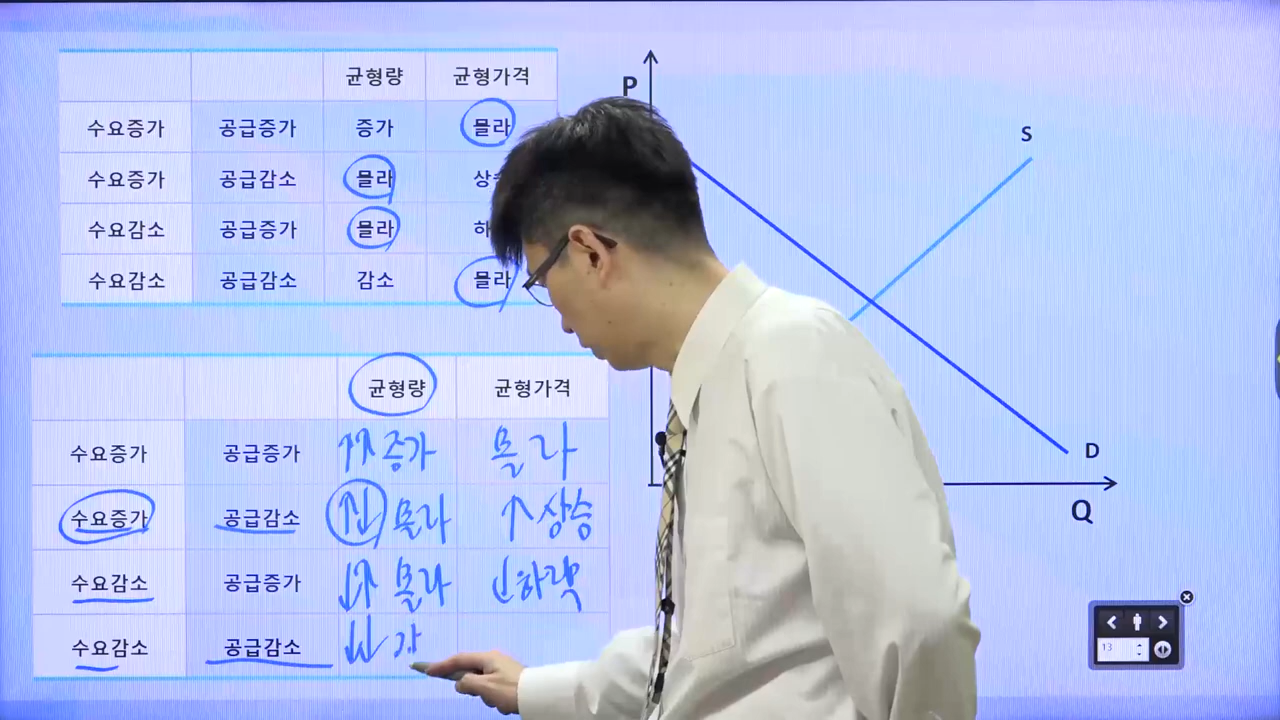 균형량 균형가격
수요증가 공급증가 증가 몰라
수요증가 공급감소 몰라
수요감소 공급증가 몰라
수요감소 공급감소 감소 몰라
균형량 균형가격
수요증가 공급증가 ↑↑ 증가 몰라
수요증가 공급감소 ↑↓ 몰라 ↑ 상승
수요감소 공급증가 ↓↑ 몰라 ↓ 하락
수요감소 공급감소 ↓↓
P
S
D
Q
13